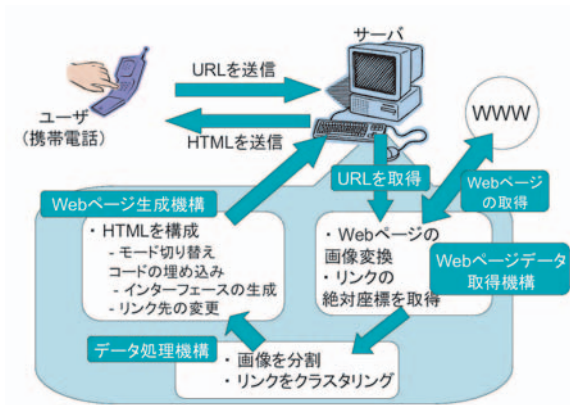 サーバ
URLを送信
ユーザ
(携帯電話)
HTMLを送信
WWW
URLを取得
Webページ
の取得
Webページ生成機構
・HTMLを構成
- モード切り替え
コードの埋め込み
- インターフェースの生成
- リンク先の変更
・Webページの
画像変換
・リンクの
絶対座標を取得
Webページデータ
取得機構
データ処理機構
・画像を分割
・リンクをクラスタリング